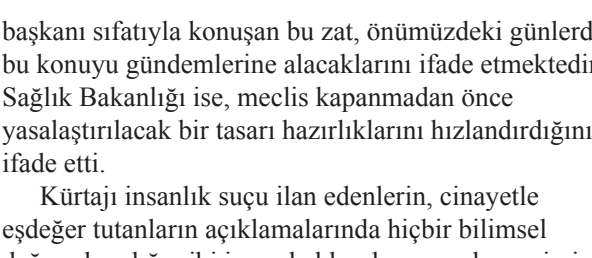 başkanı sıfatıyla konuşan bu zat, önümüzdeki günlerd
bu konuyu gündemlerine alacaklarını ifade etmektedir
Sağlık Bakanlığı ise, meclis kapanmadan önce
yasalaştırılacak bir tasarı hazırlıklarını hızlandırdığını
ifade etti.
Kürtajı insanlık suçu ilan edenlerin, cinayetle
eşdeğer tutanların açıklamalarında hiçbir bilimsel